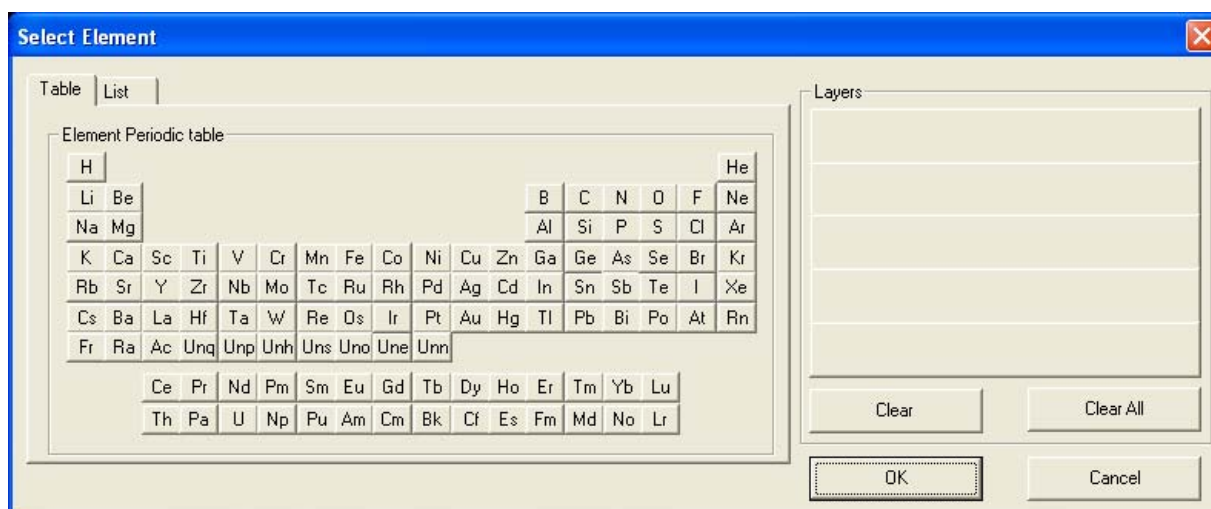 Select Element
Table List
Element Periodic table
H He
Li Be B C N O F Ne
Na Mg Al Si P S Cl Ar
K Ca Sc Ti V Cr Mn Fe Co Ni Cu Zn Ga Ge As Se Br Kr
Rb Sr Y Zr Nb Mo Tc Ru Rh Pd Ag Cd In Sn Sb Te I Xe
Cs Ba La Hf Ta W Re Os Ir Pt Au Hg Tl Pb Bi Po At Rn
Fr Ra Ac Unq Unp Unh Uns Uno Une Unn
Ce Pr Nd Pm Sm Eu Gd Tb Dy Ho Er Tm Yb Lu
Th Pa U Np Pu Am Cm Bk Cf Es Fm Md No Lr
Layers
Clear Clear All
OK Cancel